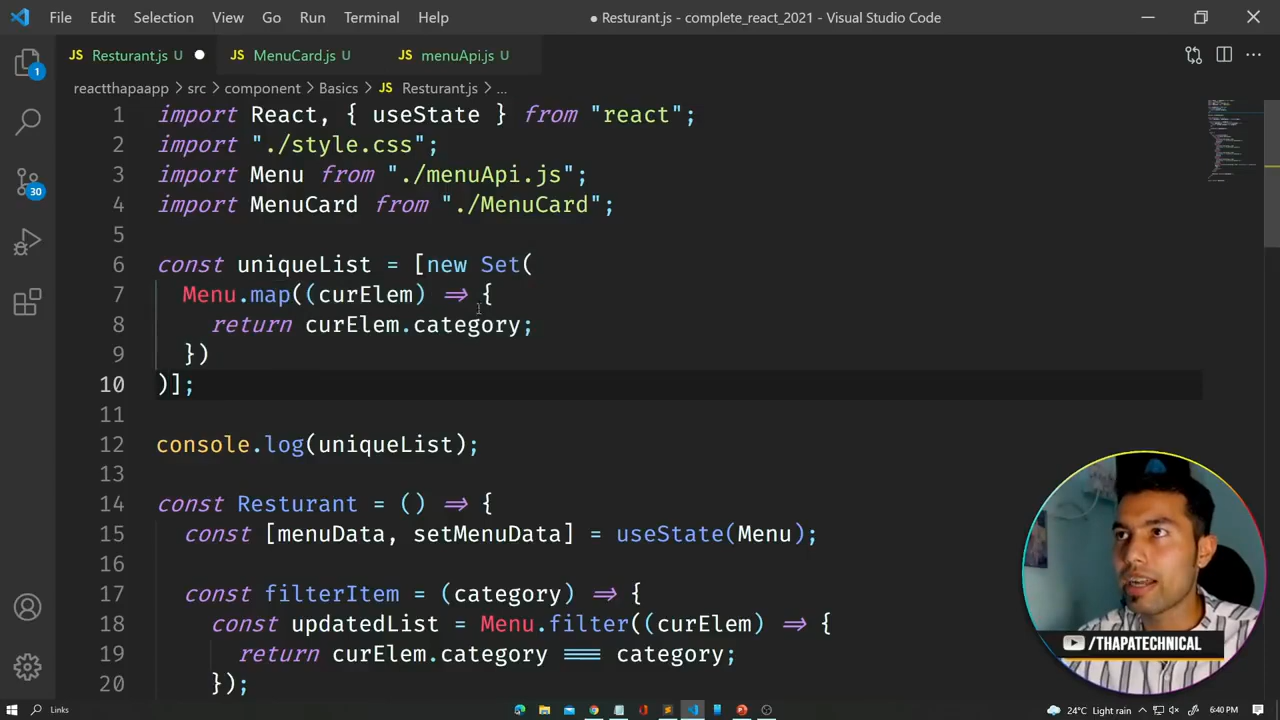 File Edit Selection View Go Run Terminal Help
● Resturant.js - complete_react_2021 - Visual Studio Code
JS Resturant.js U ●
JS MenuCard.js U
JS menuApi.js U
reactthapaapp > src > component > Basics > JS Resturant.js > ...
1 import React, { useState } from "react";
2 import "./style.css";
3 import Menu from "./menuApi.js";
4 import MenuCard from "./MenuCard";
5
6 const uniqueList = [new Set(
7 Menu.map((curElem) => {
8 return curElem.category;
9 })
10 )];
11
12 console.log(uniqueList);
13
14 const Resturant = () => {
15 const [menuData, setMenuData] = useState(Menu);
16
17 const filterItem = (category) => {
18 const updatedList = Menu.filter((curElem) => {
19 return curElem.category === category;
20 });
1
30
/THAPATECHNICAL
Links
24°C Light rain
6:40 PM